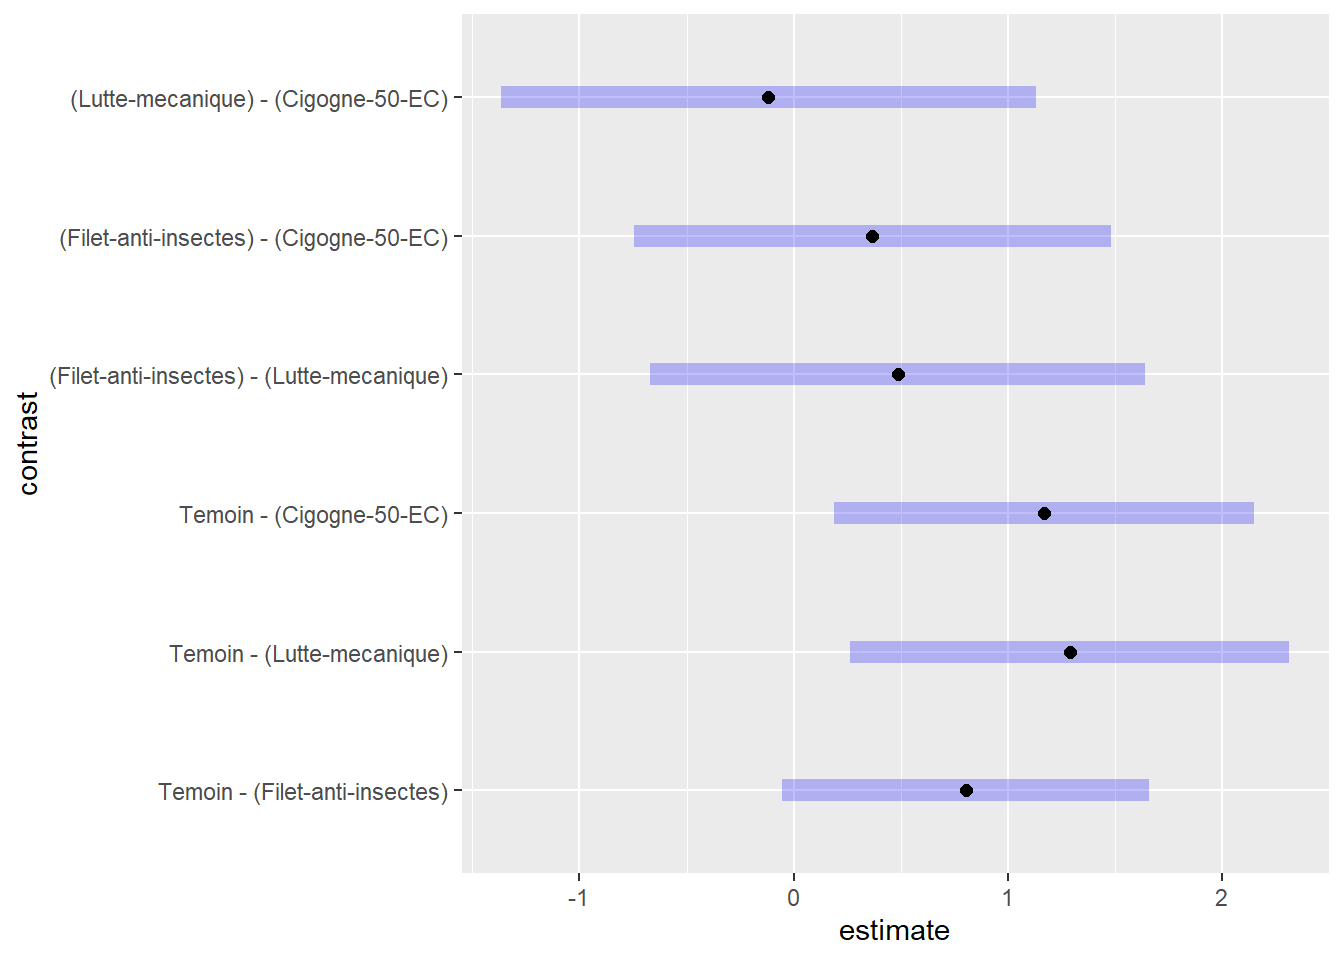 (Lutte-mecanique) - (Cigogne-50-EC)
(Filet-anti-insectes) - (Cigogne-50-EC)
(Filet-anti-insectes) - (Lutte-mecanique)
Temoin - (Cigogne-50-EC)
Temoin - (Lutte-mecanique)
Temoin - (Filet-anti-insectes)
contrast
-1 0 1 2
estimate